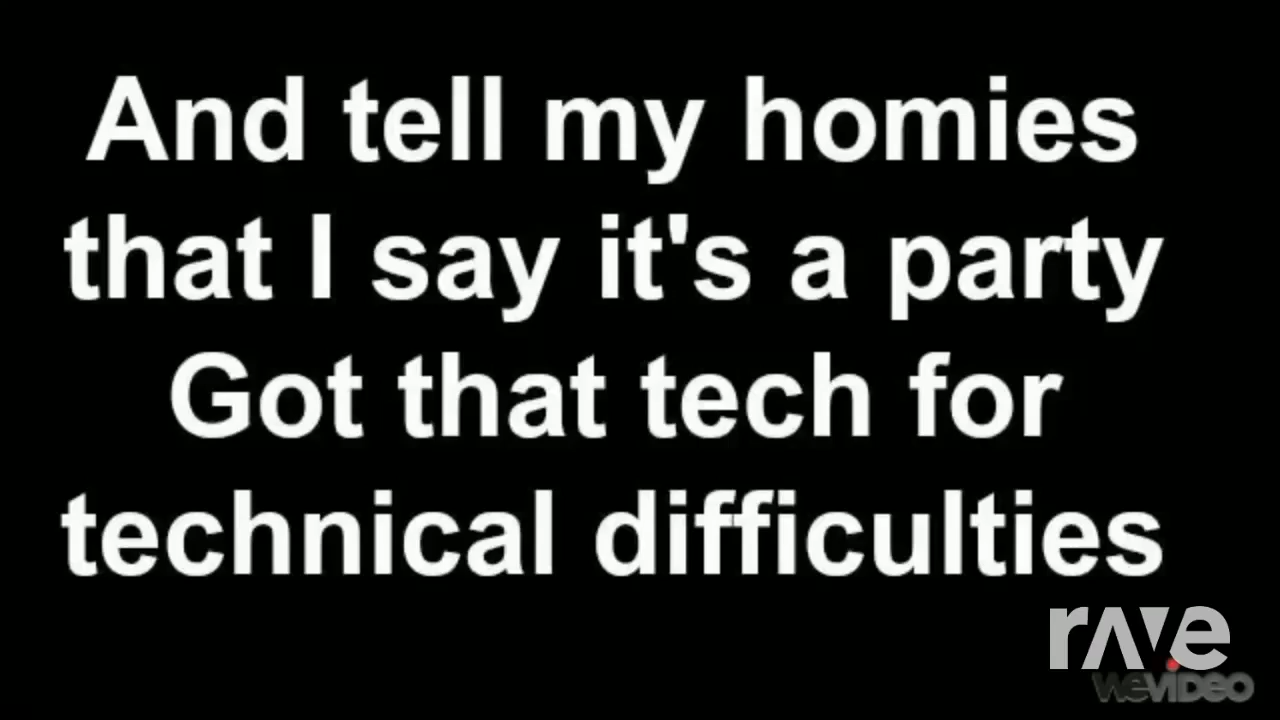 And tell my homies
that I say it's a party
Got that tech for
technical difficulties
rave
WeVideo